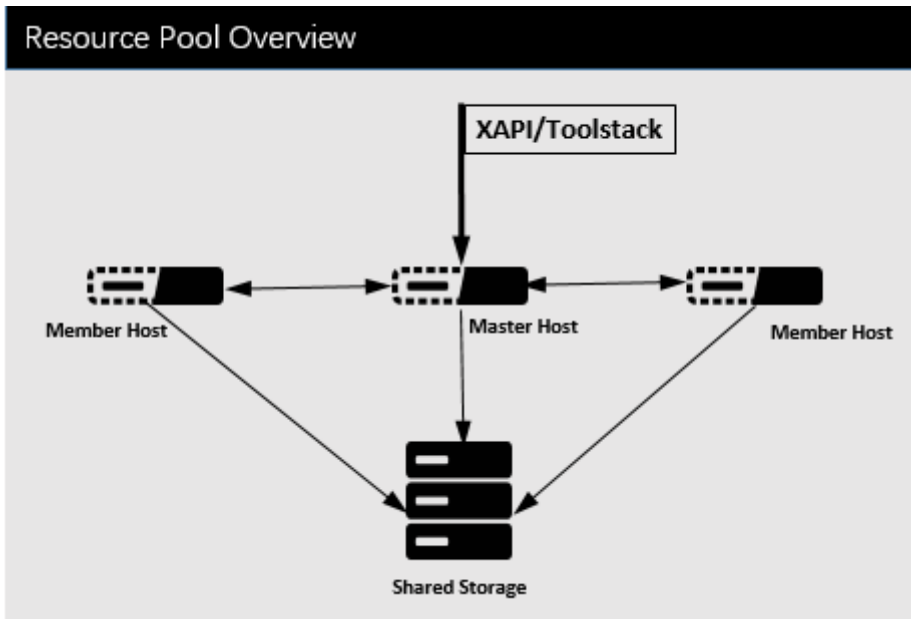 Resource Pool Overview
XAPI/Toolstack
Member Host
Master Host
Member Host
Shared Storage